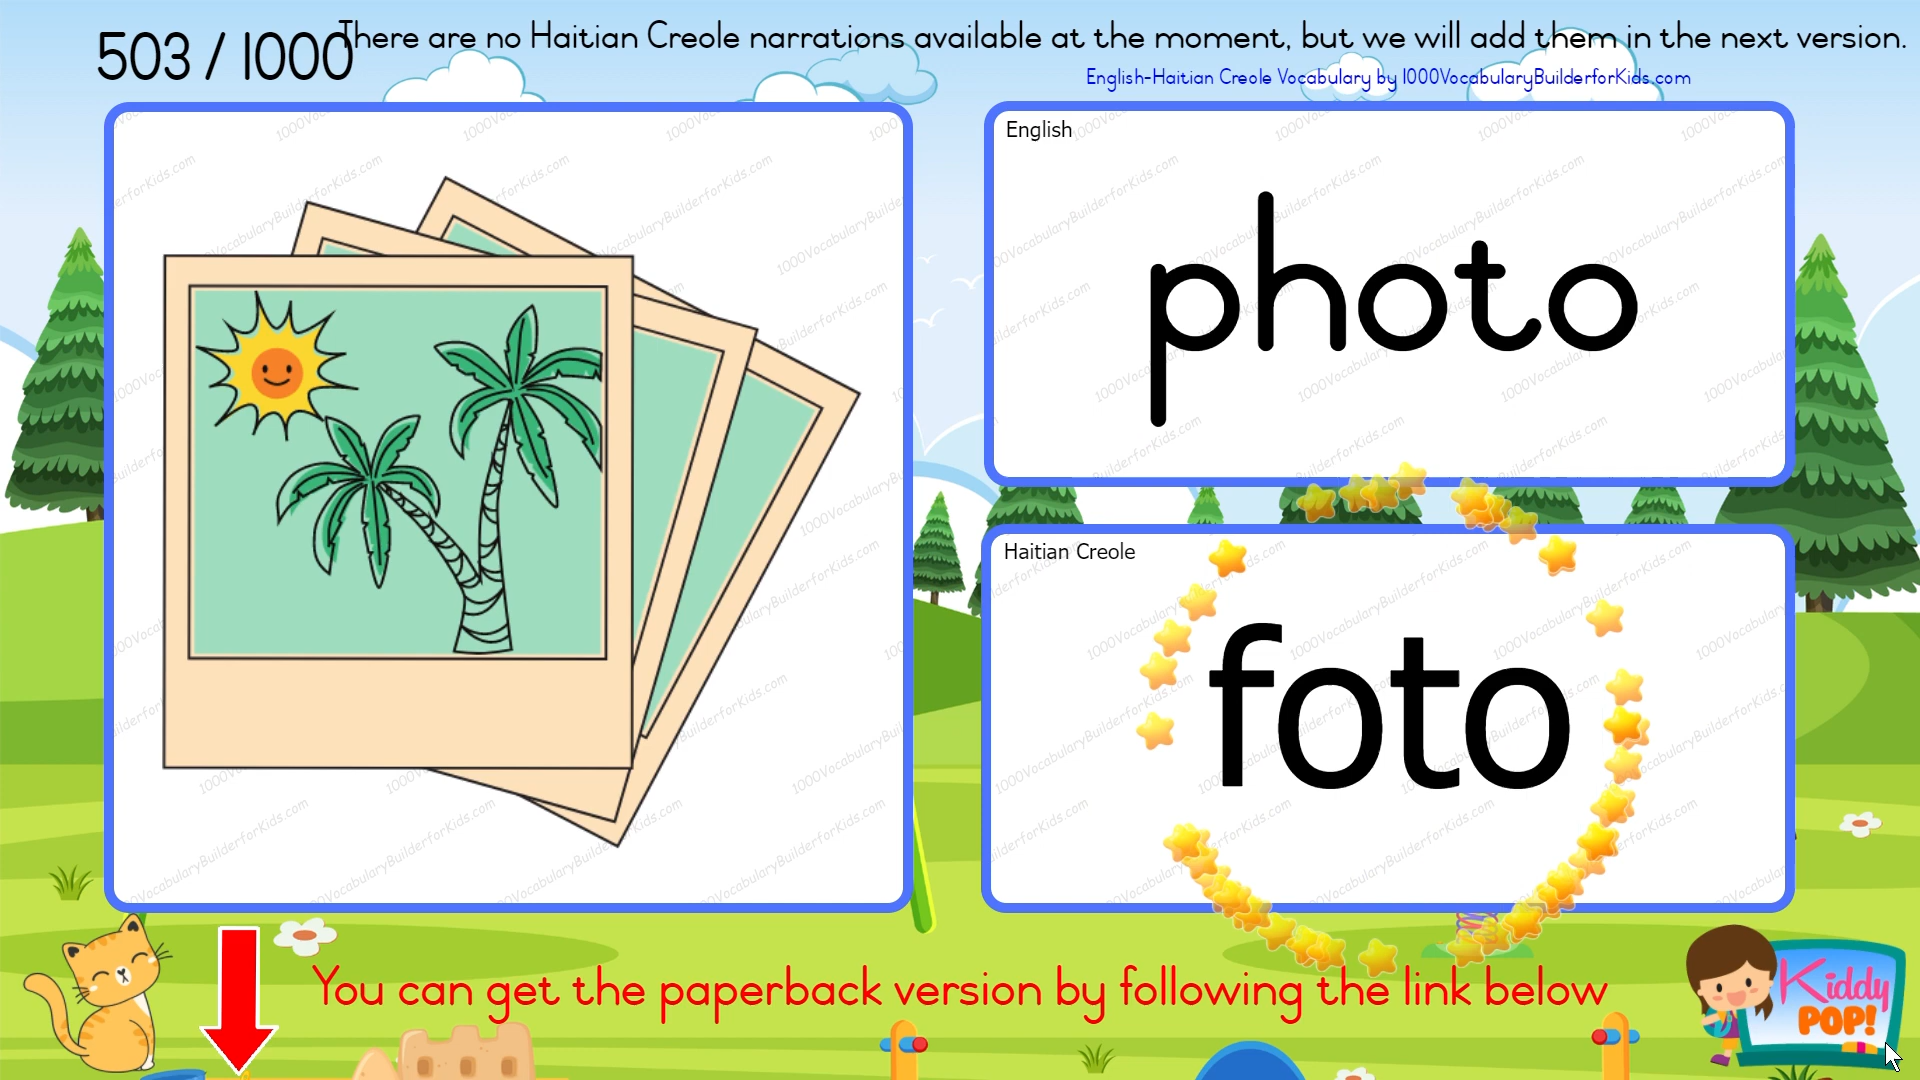 503 / 1000
There are no Haitian Creole narrations available at the moment, but we will add them in the next version.
English-Haitian Creole Vocabulary by 1000VocabularyBuilderforKids.com
English
photo
Haitian Creole
foto
You can get the paperback version by following the link below
Kiddy
POP!
1000VocabularyBuilderforKids.com